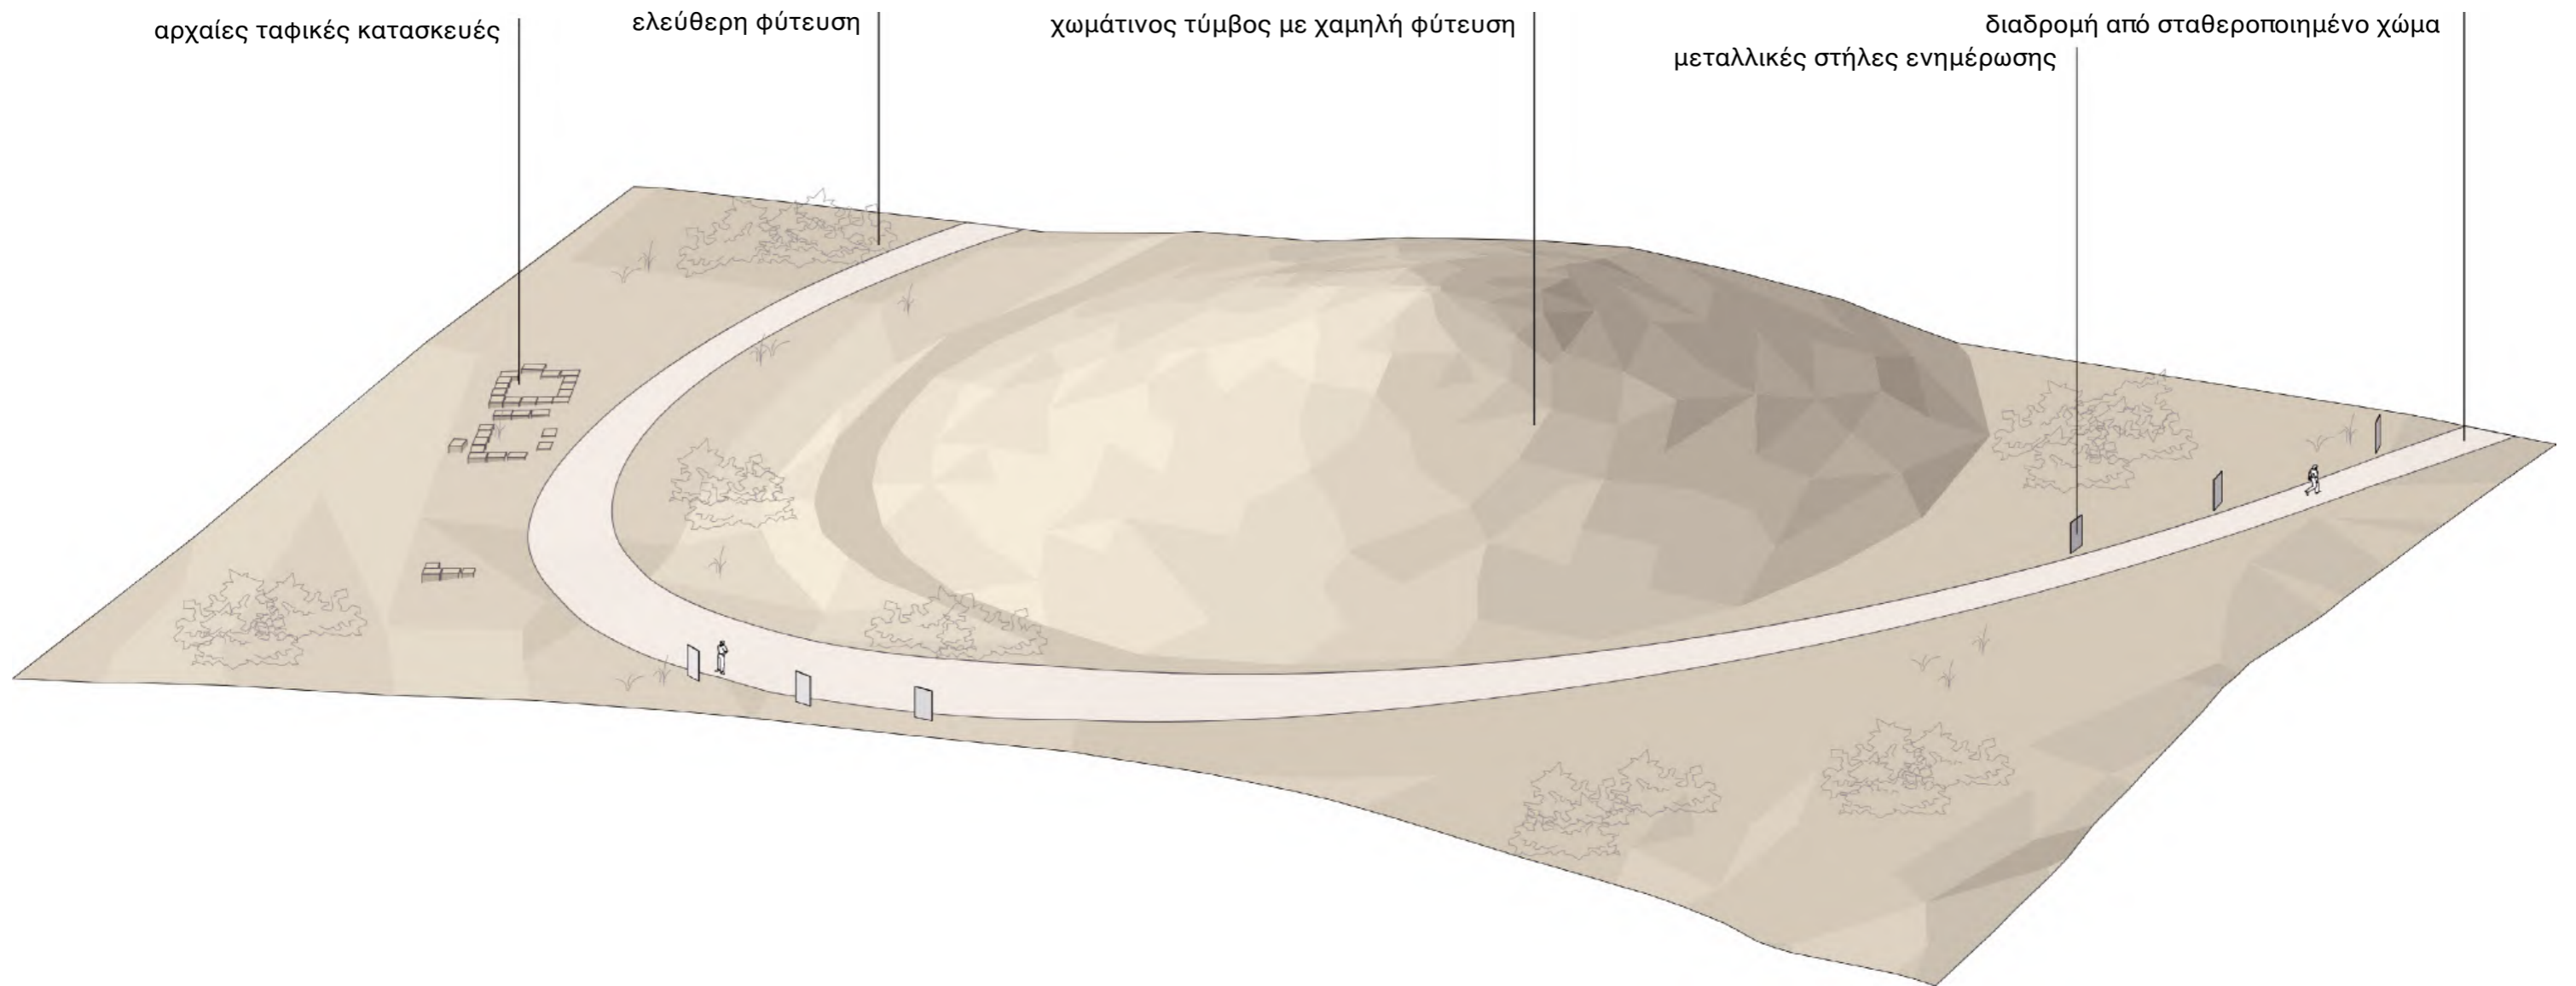 αρχαίες ταφικές κατασκευές
ελεύθερη φύτευση
χωμάτινος τύμβος με χαμηλή φύτευση
διαδρομή από σταθεροποιημένο χώμα
μεταλλικές στήλες ενημέρωσης